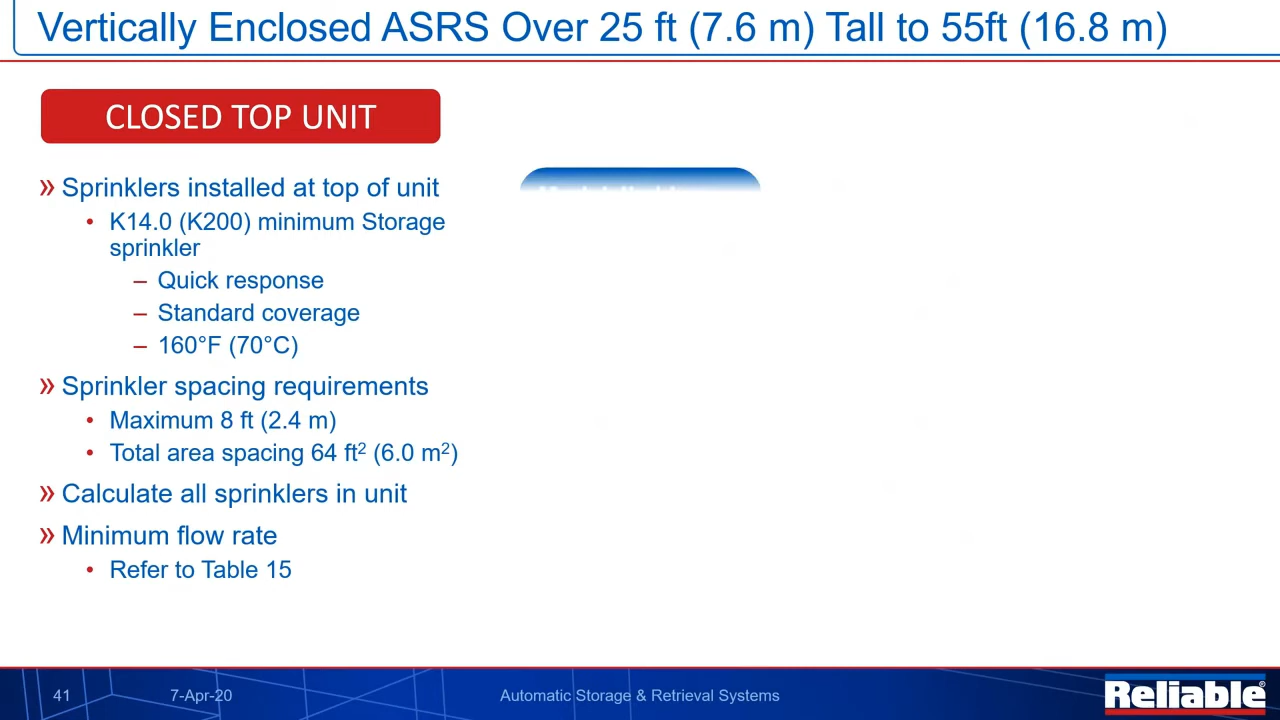 Vertically Enclosed ASRS Over 25 ft (7.6 m) Tall to 55ft (16.8 m)
CLOSED TOP UNIT
» Sprinklers installed at top of unit
• K14.0 (K200) minimum Storage
sprinkler
– Quick response
– Standard coverage
– 160°F (70°C)
» Sprinkler spacing requirements
• Maximum 8 ft (2.4 m)
• Total area spacing 64 ft² (6.0 m²)
» Calculate all sprinklers in unit
» Minimum flow rate
• Refer to Table 15
41
7-Apr-20
Automatic Storage & Retrieval Systems
Reliable®